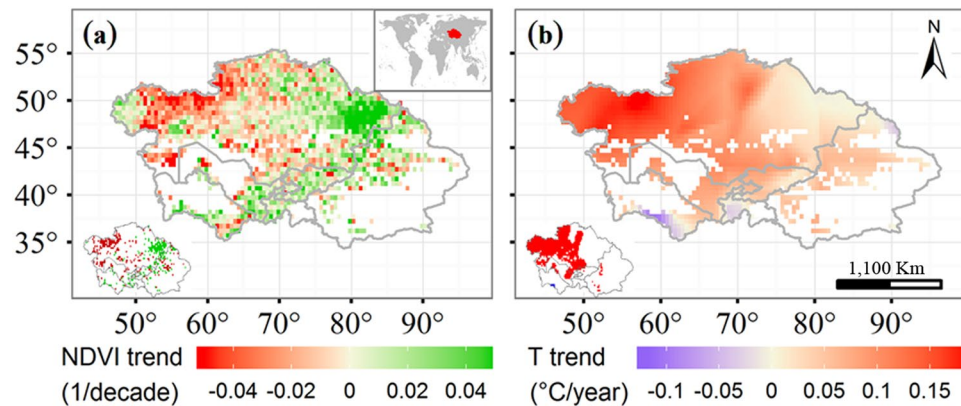 (a)
(b)
N
55°
50°
45°
40°
35°
1,100 Km
50° 60° 70° 80° 90°
50° 60° 70° 80° 90°
NDVI trend
(1/decade)
-0.04 -0.02 0 0.02 0.04
T trend
(°C/year)
-0.1 -0.05 0 0.05 0.1 0.15